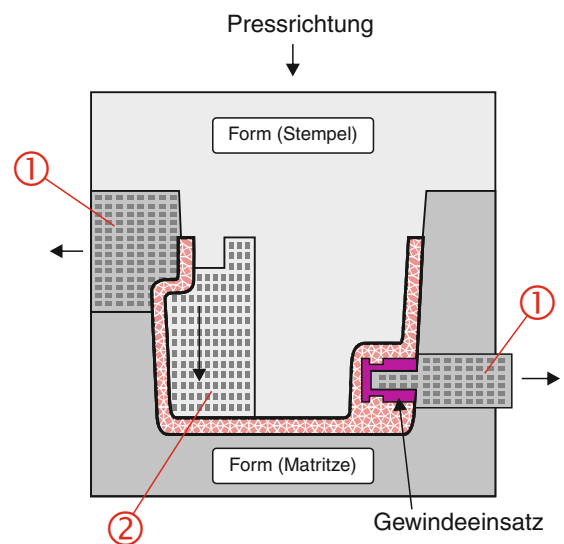 Pressrichtung
Form (Stempel)
①
①
Form (Matritze)
②
Gewindeeinsatz